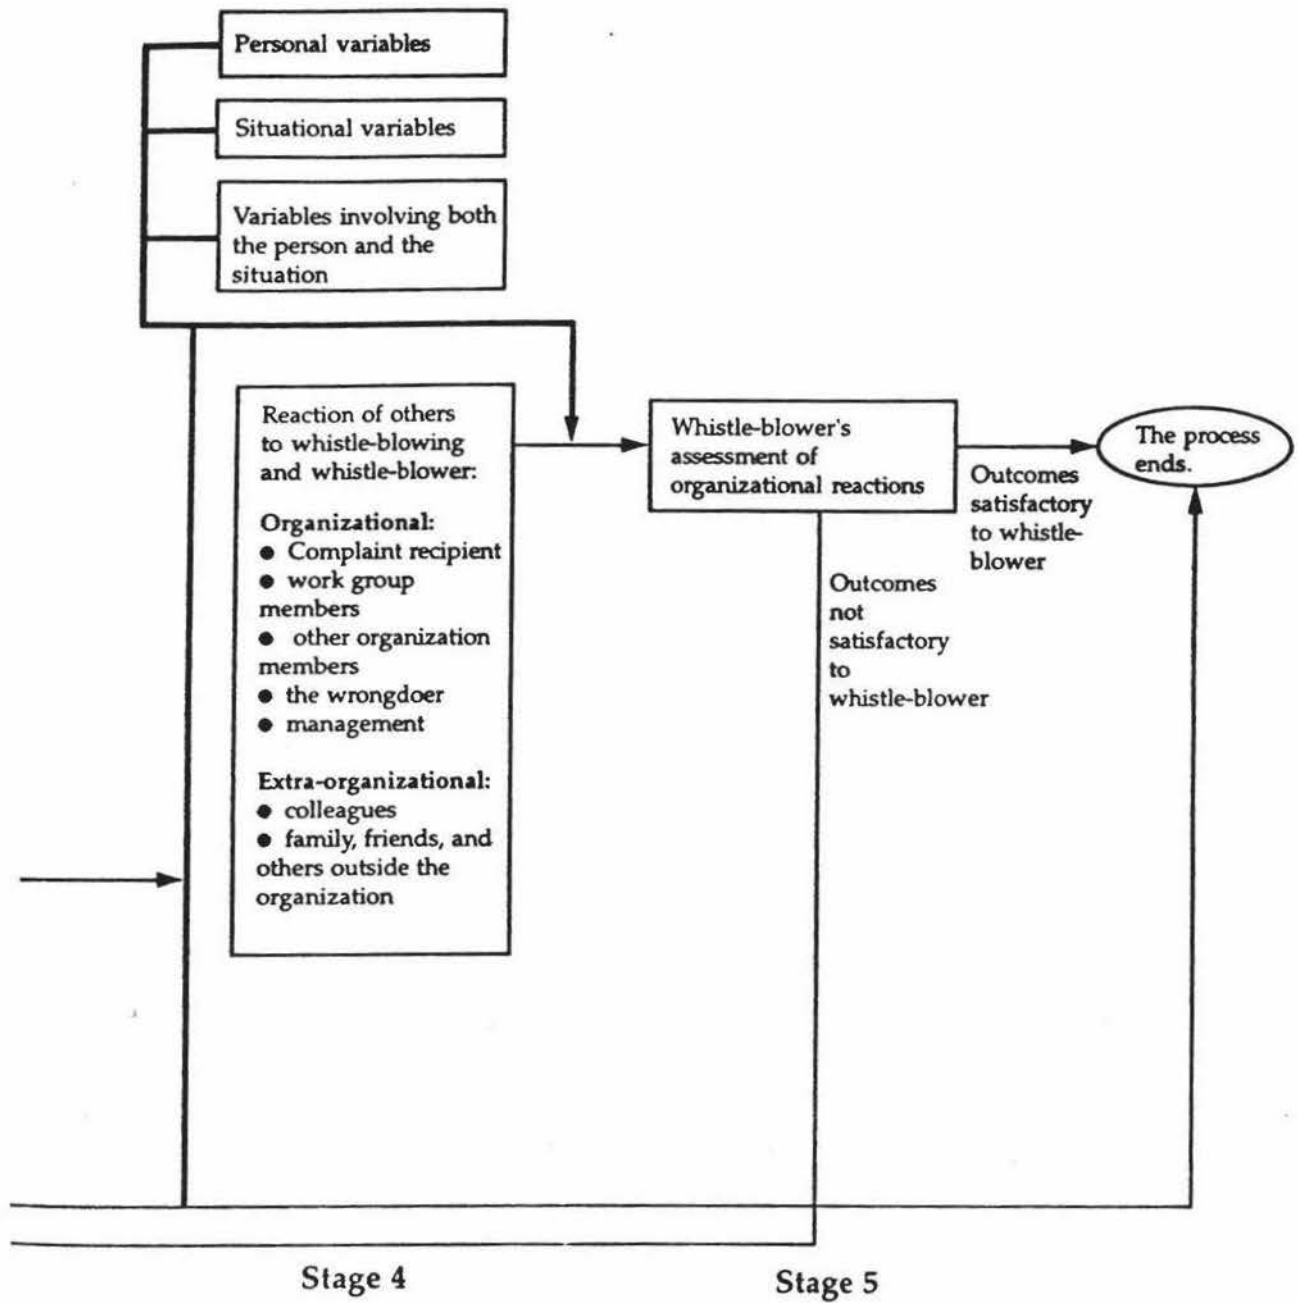 Personal variables
Situational variables
Variables involving both
the person and the
situation
Reaction of others
to whistle-blowing
and whistle-blower:
Organizational:
● Complaint recipient
● work group
members
● other organization
members
● the wrongdoer
● management
Extra-organizational:
● colleagues
● family, friends, and
others outside the
organization
Whistle-blower's
assessment of
organizational reactions
The process
ends.
Outcomes
satisfactory
to whistle-
blower
Outcomes
not
satisfactory
to
whistle-blower
Stage 4
Stage 5